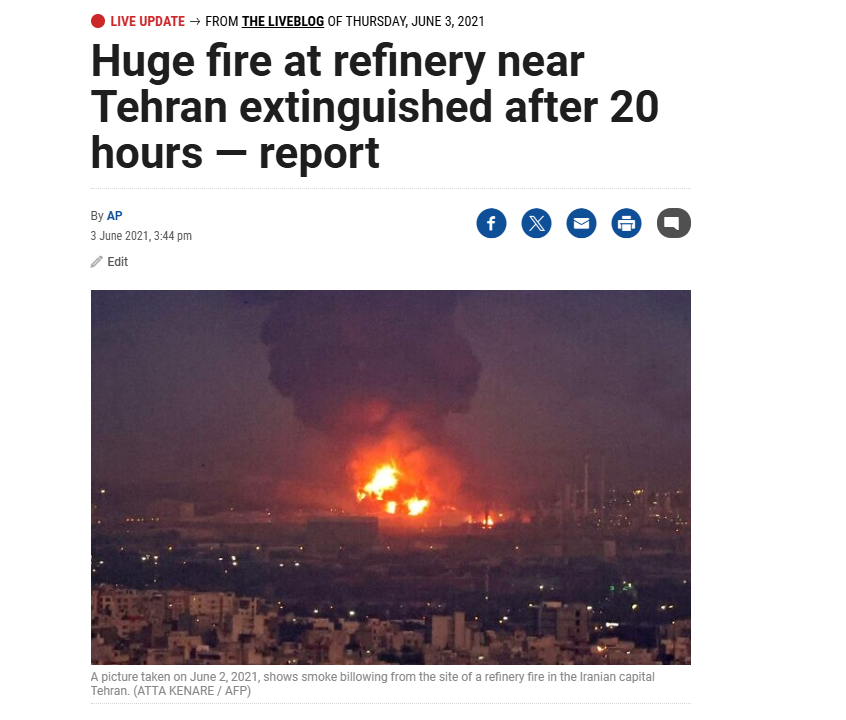 LIVE UPDATE → FROM THE LIVEBLOG OF THURSDAY, JUNE 3, 2021
Huge fire at refinery near
Tehran extinguished after 20
hours — report
By AP
3 June 2021, 3:44 pm
Edit
A picture taken on June 2, 2021, shows smoke billowing from the site of a refinery fire in the Iranian capital
Tehran. (ATTA KENARE / AFP)